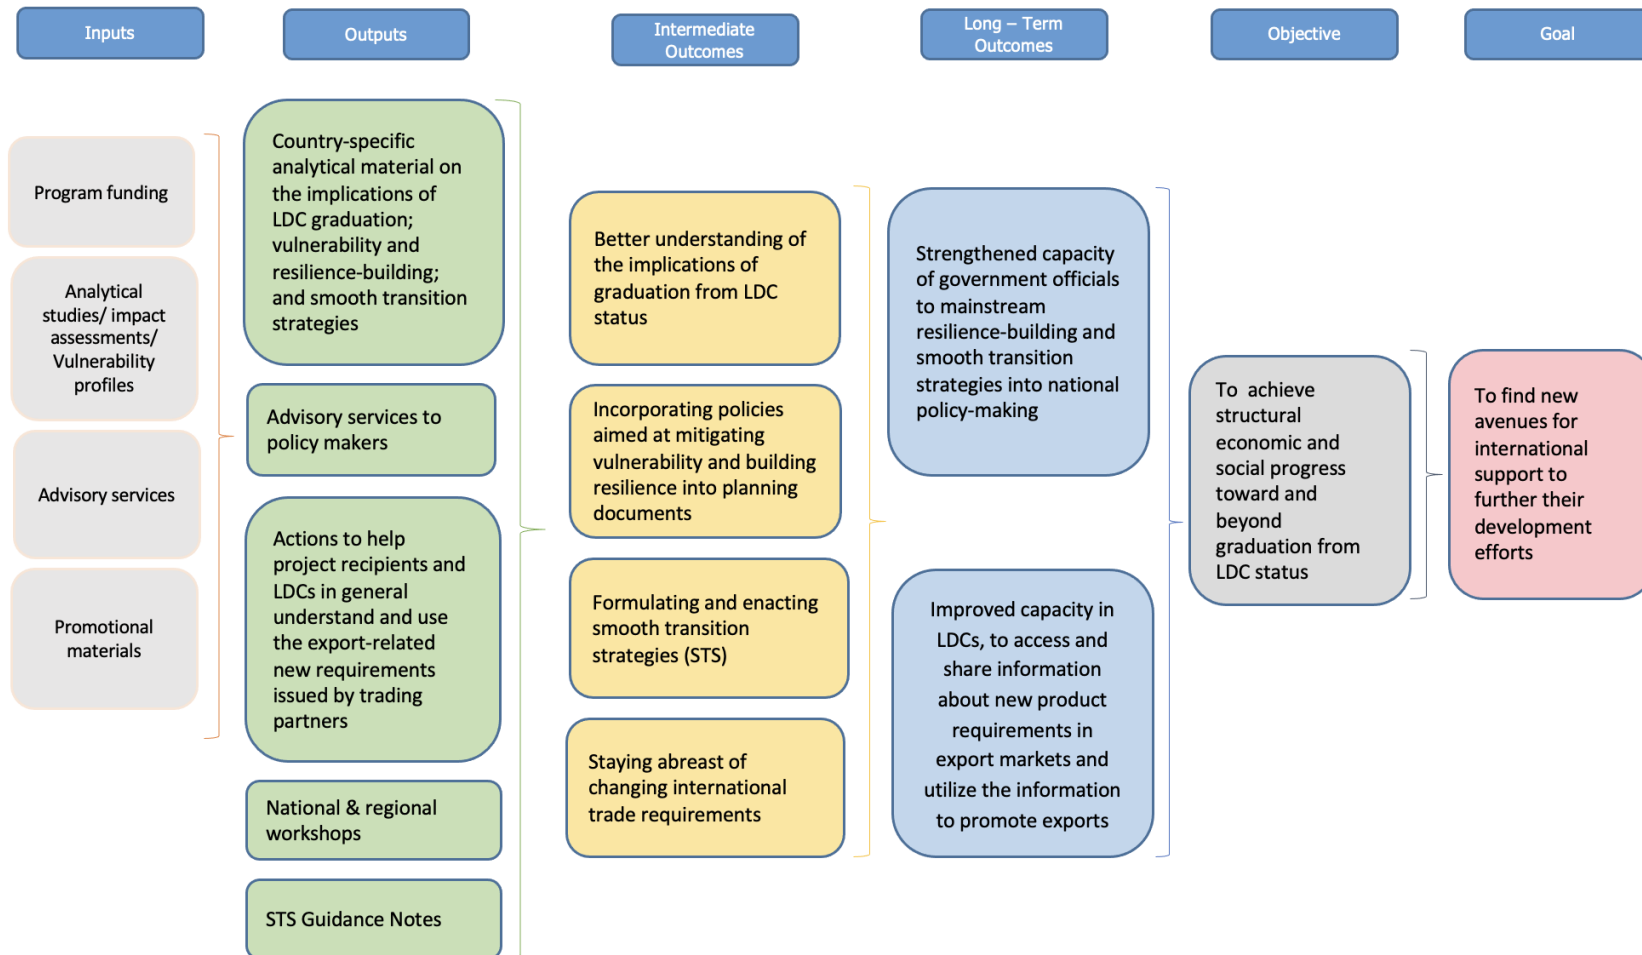 Inputs
Outputs
Intermediate
Outcomes
Long – Term
Outcomes
Objective
Goal
Program funding
Analytical
studies/ impact
assessments/
Vulnerability
profiles
Advisory services
Promotional
materials
Country-specific
analytical material on
the implications of
LDC graduation;
vulnerability and
resilience-building;
and smooth transition
strategies
Advisory services to
policy makers
Actions to help
project recipients and
LDCs in general
understand and use
the export-related
new requirements
issued by trading
partners
National & regional
workshops
STS Guidance Notes
Better understanding of
the implications of
graduation from LDC
status
Incorporating policies
aimed at mitigating
vulnerability and building
resilience into planning
documents
Formulating and enacting
smooth transition
strategies (STS)
Staying abreast of
changing international
trade requirements
Strengthened capacity
of government officials
to mainstream
resilience-building and
smooth transition
strategies into national
policy-making
Improved capacity in
LDCs, to access and
share information
about new product
requirements in
export markets and
utilize the information
to promote exports
To achieve
structural
economic and
social progress
toward and
beyond
graduation from
LDC status
To find new
avenues for
international
support to
further their
development
efforts